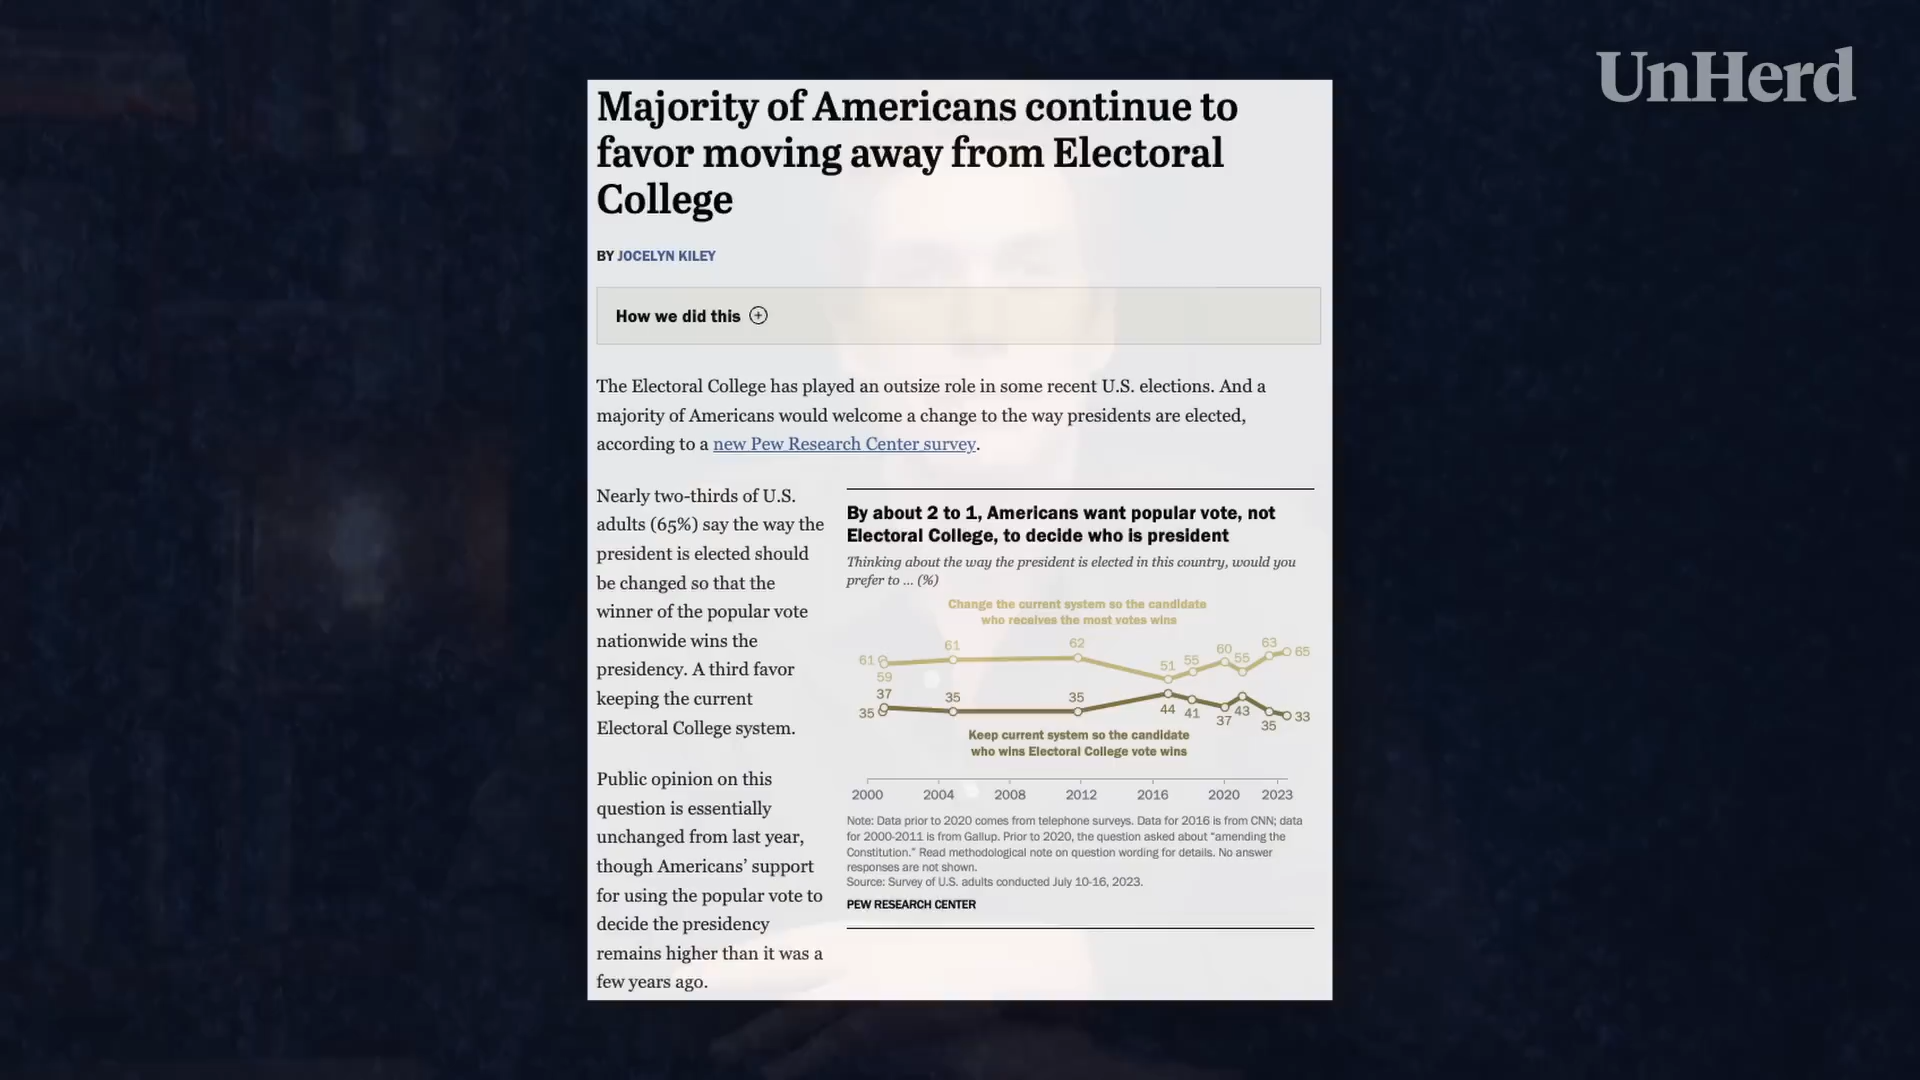 UnHerd
Majority of Americans continue to
favor moving away from Electoral
College
BY JOCELYN KILEY
How we did this
The Electoral College has played an outsize role in some recent U.S. elections. And a
majority of Americans would welcome a change to the way presidents are elected,
according to a new Pew Research Center survey.
Nearly two-thirds of U.S.
adults (65%) say the way the
president is elected should
be changed so that the
winner of the popular vote
nationwide wins the
presidency. A third favor
keeping the current
Electoral College system.
Public opinion on this
question is essentially
unchanged from last year,
though Americans’ support
for using the popular vote to
decide the presidency
remains higher than it was a
few years ago.
By about 2 to 1, Americans want popular vote, not
Electoral College, to decide who is president
Thinking about the way the president is elected in this country, would you
prefer to ... (%)
Change the current system so the candidate
who receives the most votes wins
61 59 61 62 51 55 60 55 63 65
35 37 35 35 44 41 37 43 35 33
Keep current system so the candidate
who wins Electoral College vote wins
2000 2004 2008 2012 2016 2020 2023
Note: Data prior to 2020 comes from telephone surveys. Data for 2016 is from CNN; data
for 2000-2011 is from Gallup. Prior to 2020, the question asked about “amending the
Constitution.” Read methodological note on question wording for details. No answer
responses are not shown.
Source: Survey of U.S. adults conducted July 10-16, 2023.
PEW RESEARCH CENTER